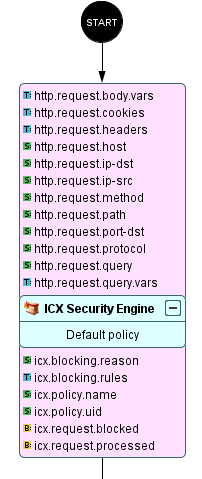 START
T http.request.body.vars
T http.request.cookies
T http.request.headers
S http.request.host
S http.request.ip-dst
S http.request.ip-src
S http.request.method
S http.request.path
S http.request.port-dst
S http.request.protocol
S http.request.query
T http.request.query.vars
ICX Security Engine
Default policy
S icx.blocking.reason
T icx.blocking.rules
S icx.policy.name
S icx.policy.uid
B icx.request.blocked
B icx.request.processed